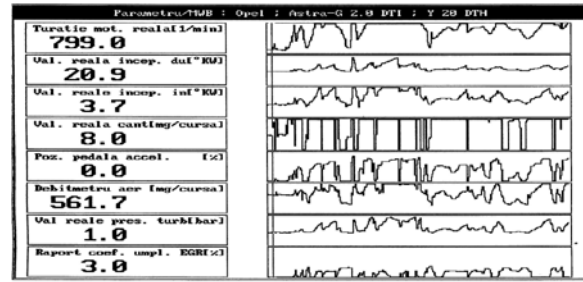 Parametru/MWB : Opel : Astra-G 2.0 DTI : Y 20 DTH
Turatie mot. reala[1/min]
799.0
Val. reala incep. du[°KW]
20.9
Val. reale incep. in[°KW]
3.7
Val. reala cant[mg/cursa]
8.0
Poz. pedala accel. [%]
0.0
Debitmetru aer [mg/cursa]
561.7
Val reale pres. turb[bar]
1.0
Raport coef. umpl. EGR[%]
3.0